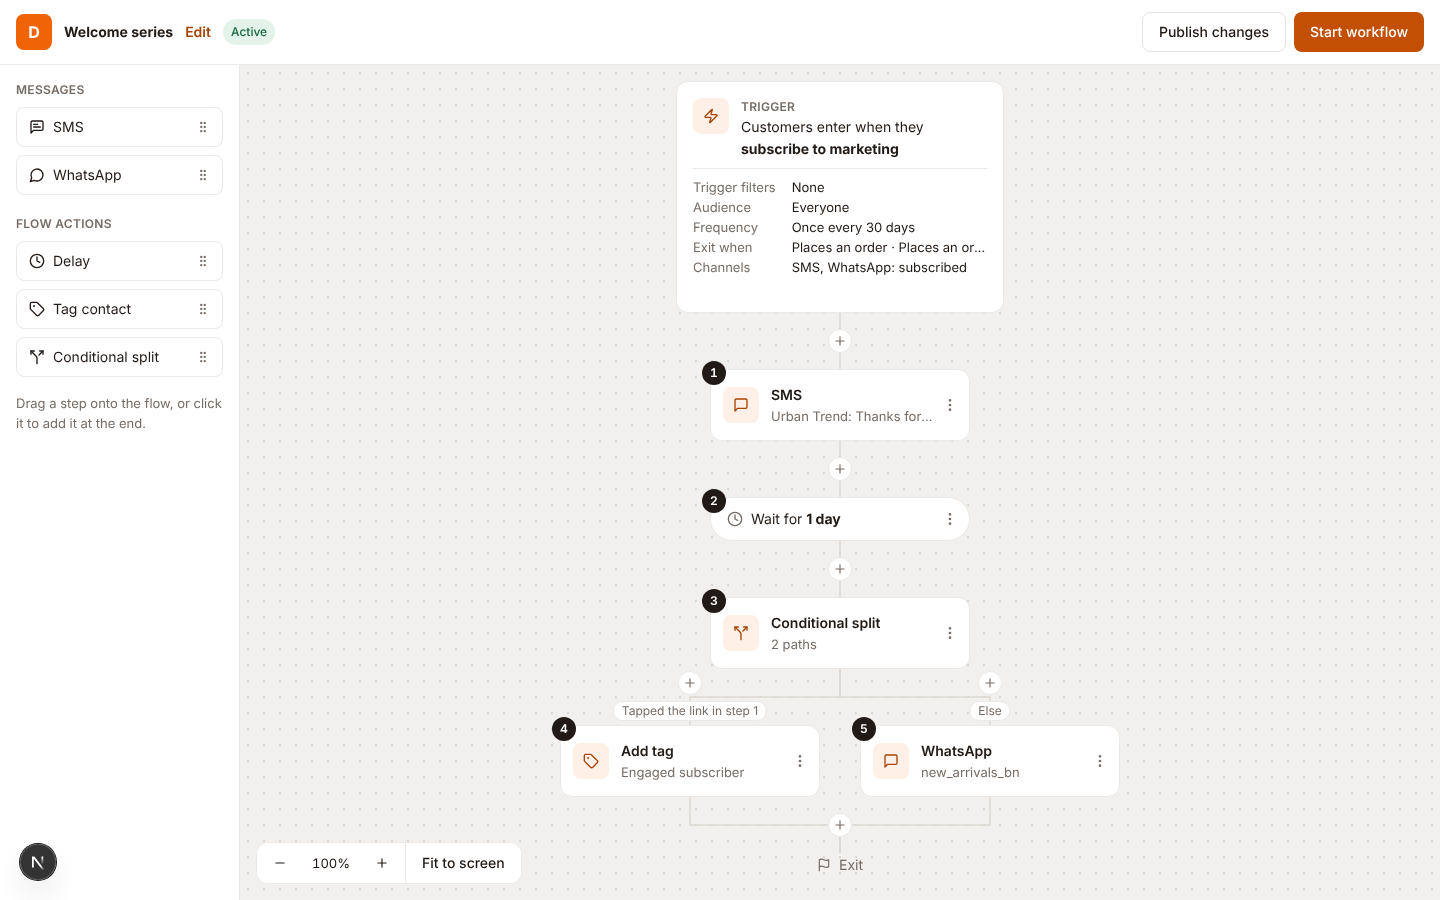 D
Welcome series
Edit
Active
Publish changes
Start workflow
MESSAGES
SMS
WhatsApp
FLOW ACTIONS
Delay
Tag contact
Conditional split
Drag a step onto the flow, or click
it to add it at the end.
TRIGGER
Customers enter when they
subscribe to marketing
Trigger filters None
Audience Everyone
Frequency Once every 30 days
Exit when Places an order · Places an or...
Channels SMS, WhatsApp: subscribed
1
SMS
Urban Trend: Thanks for...
2
Wait for 1 day
3
Conditional split
2 paths
Tapped the link in step 1
Else
4
Add tag
Engaged subscriber
5
WhatsApp
new_arrivals_bn
Exit
N
100%
Fit to screen